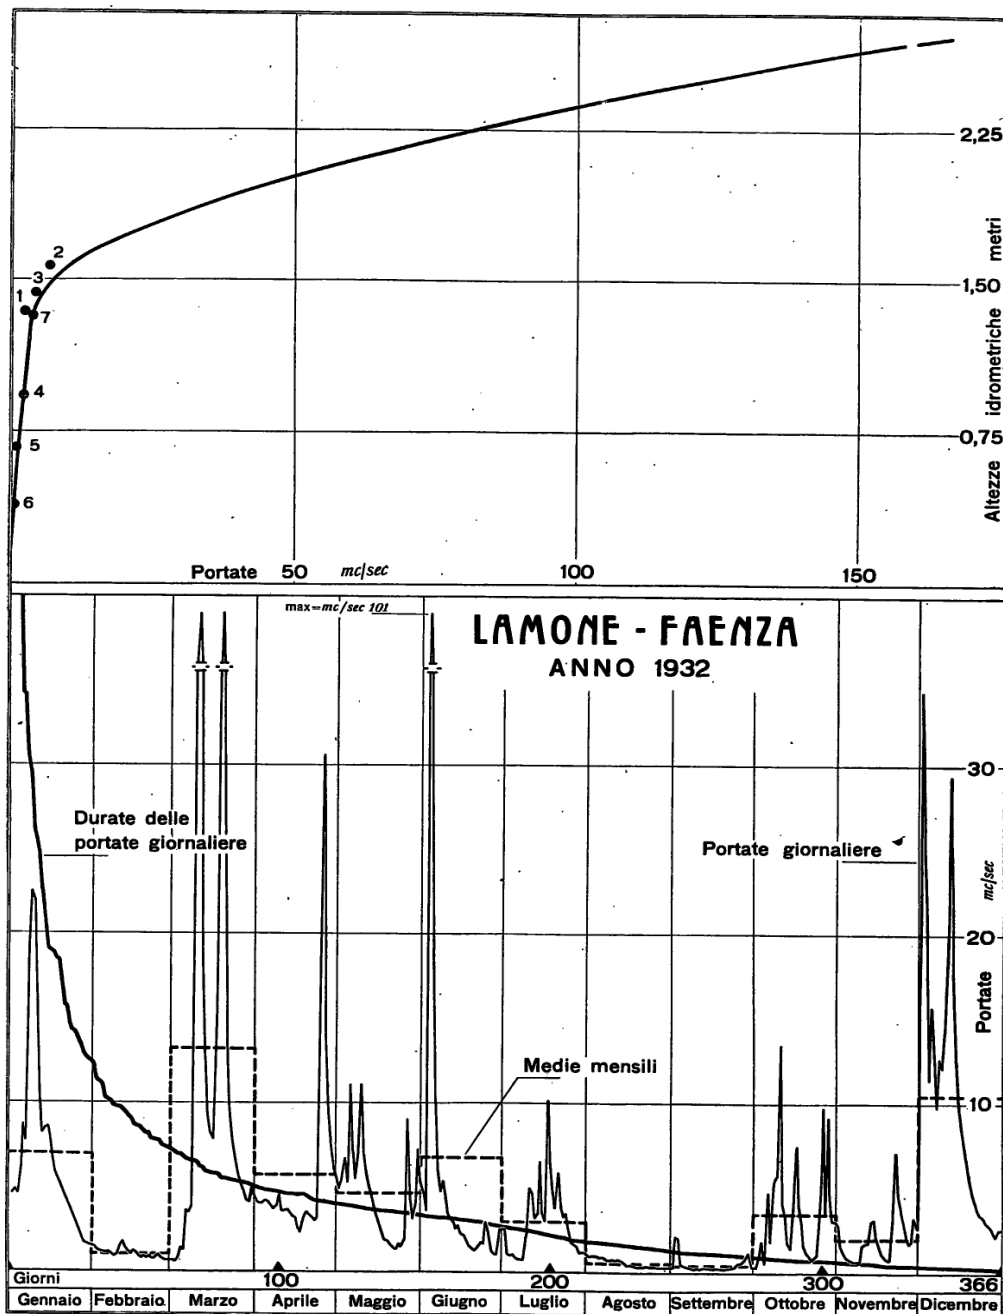 2,25
2
3
1
1,50
7
4
5
0,75
6
Altezze idrometriche metri
Portate 50 mc/sec 100 150
max=mc/sec 101
LAMONE - FAENZA
ANNO 1932
30
Durate delle
portate giornaliere
Portate giornaliere
mc/sec
20
Portate
Medie mensili
10
Giorni 100 200 300 366
Gennaio Febbraio Marzo Aprile Maggio Giugno Luglio Agosto Settembre Ottobre Novembre Dicembre